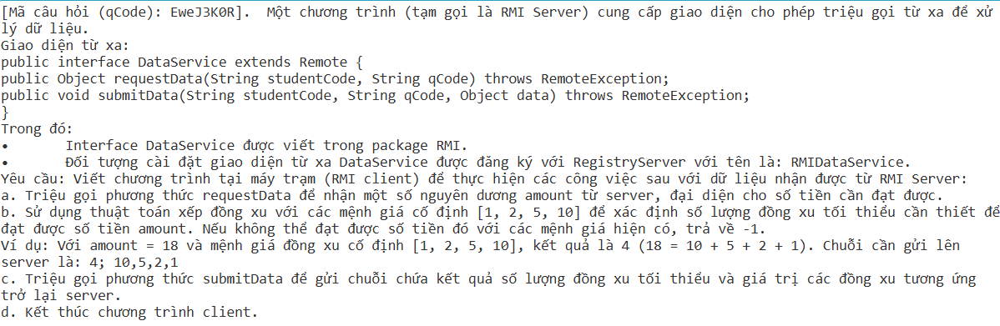 [Mã câu hỏi (qCode): EweJ3K0R].  Một chương trình (tạm gọi là RMI Server) cung cấp giao diện cho phép triệu gọi từ xa để xử
lý dữ liệu.
Giao diện từ xa:
public interface DataService extends Remote {
public Object requestData(String studentCode, String qCode) throws RemoteException;
public void submitData(String studentCode, String qCode, Object data) throws RemoteException;
}
Trong đó:
•	Interface DataService được viết trong package RMI.
•	Đối tượng cài đặt giao diện từ xa DataService được đăng ký với RegistryServer với tên là: RMIDataService.
Yêu cầu: Viết chương trình tại máy trạm (RMI client) để thực hiện các công việc sau với dữ liệu nhận được từ RMI Server:
a. Triệu gọi phương thức requestData để nhận một số nguyên dương amount từ server, đại diện cho số tiền cần đạt được.
b. Sử dụng thuật toán xếp đồng xu với các mệnh giá cố định [1, 2, 5, 10] để xác định số lượng đồng xu tối thiểu cần thiết để
đạt được số tiền amount. Nếu không thể đạt được số tiền đó với các mệnh giá hiện có, trả về -1.
Ví dụ: Với amount = 18 và mệnh giá đồng xu cố định [1, 2, 5, 10], kết quả là 4 (18 = 10 + 5 + 2 + 1). Chuỗi cần gửi lên
server là: 4; 10,5,2,1
c. Triệu gọi phương thức submitData để gửi chuỗi chứa kết quả số lượng đồng xu tối thiểu và giá trị các đồng xu tương ứng
trở lại server.
d. Kết thúc chương trình client.